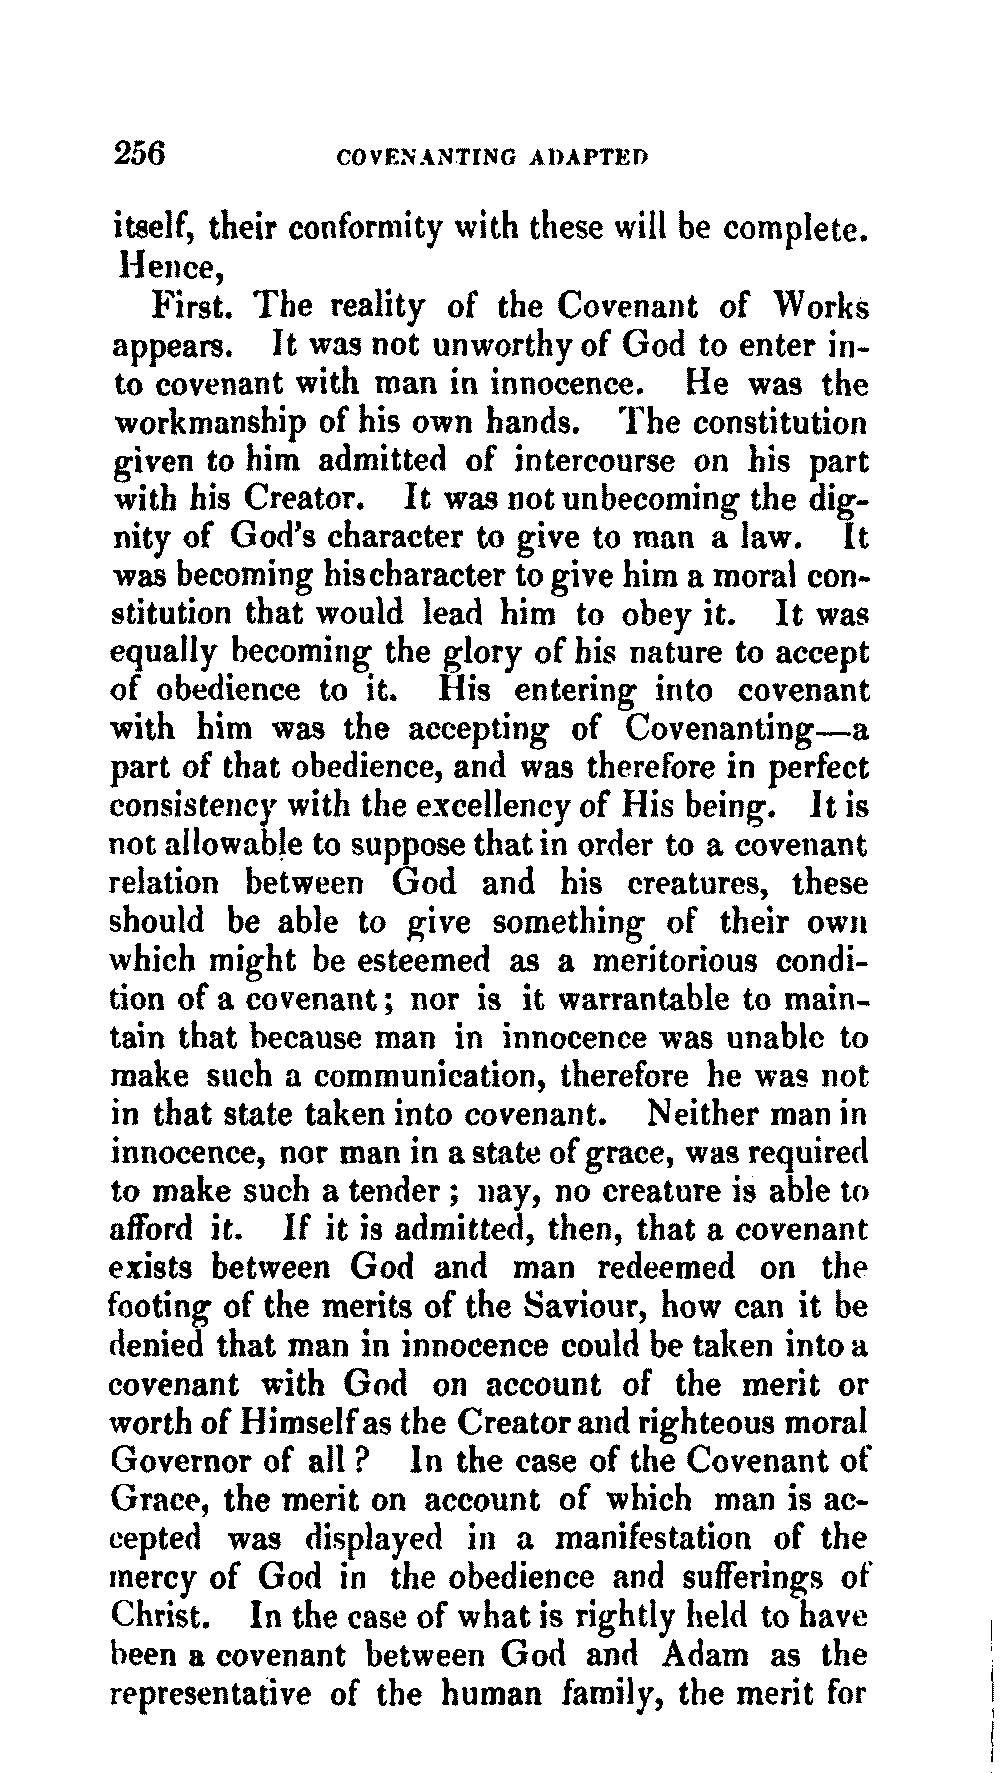 256 COVENANTING ADAPTED
itself, their conformity with these will be complete.
Hence,
First. The reality of the Covenant of Works
appears. It was not unworthy of God to enter in-
to covenant with man in innocence. He was the
workmanship of his own hands. The constitution
given to him admitted of intercourse on his part
with his Creator. It was not unbecoming the dig-
nity of God's character to give to man a law. It
was becoming his character to give him a moral con-
stitution that would lead him to obey it. It was
equally becoming the glory of his nature to accept
of obedience to it. His entering into covenant
with him was the accepting of Covenanting—a
part of that obedience, and was therefore in perfect
consistency with the excellency of His being. It is
not allowable to suppose that in order to a covenant
relation between God and his creatures, these
should be able to give something of their own
which might be esteemed as a meritorious condi-
tion of a covenant; nor is it warrantable to main-
tain that because man in innocence was unable to
make such a communication, therefore he was not
in that state taken into covenant. Neither man in
innocence, nor man in a state of grace, was required
to make such a tender; nay, no creature is able to
afford it. If it is admitted, then, that a covenant
exists between God and man redeemed on the
footing of the merits of the Saviour, how can it be
denied that man in innocence could be taken into a
covenant with God on account of the merit or
worth of Himself as the Creator and righteous moral
Governor of all? In the case of the Covenant of
Grace, the merit on account of which man is ac-
cepted was displayed in a manifestation of the
mercy of God in the obedience and sufferings of
Christ. In the case of what is rightly held to have
been a covenant between God and Adam as the
representative of the human family, the merit for